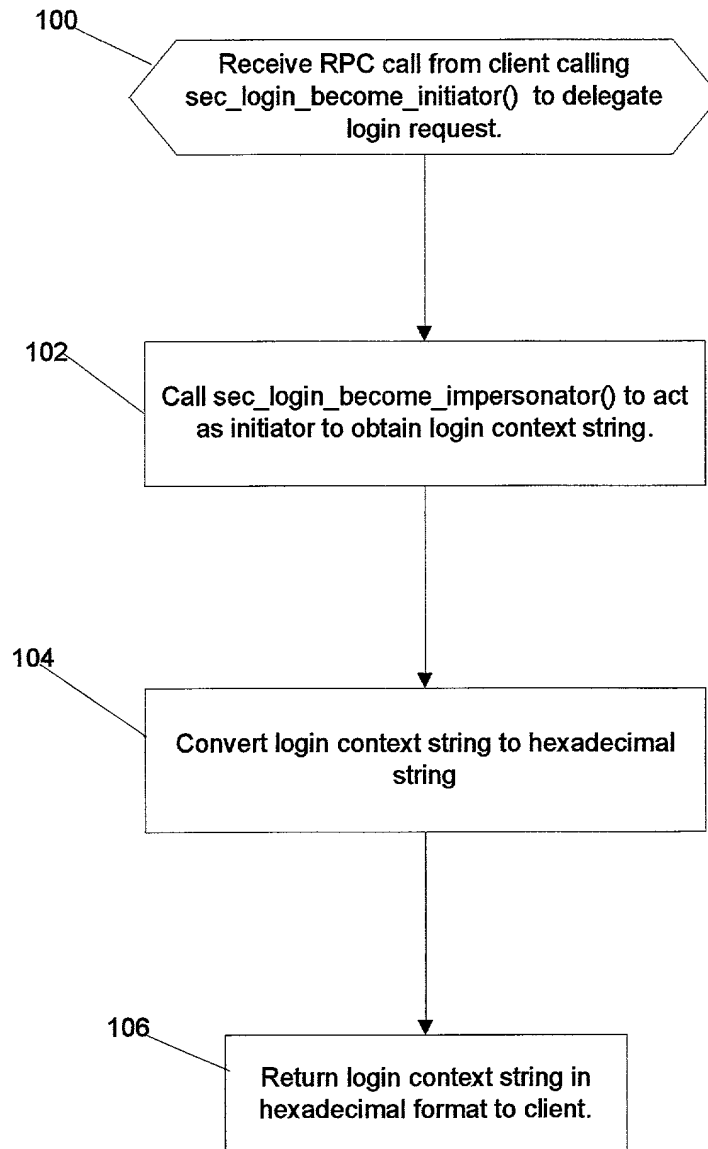 100
Receive RPC call from client calling
sec_login_become_initiator() to delegate
login request.
102
Call sec_login_become_impersonator() to act
as initiator to obtain login context string.
104
Convert login context string to hexadecimal
string
106
Return login context string in
hexadecimal format to client.